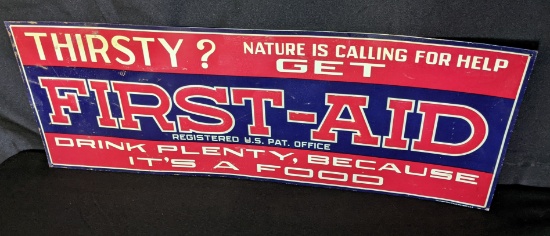 THIRSTY? NATURE IS CALLING FOR HELP
GET
FIRST-AID
REGISTERED U.S. PAT. OFFICE
DRINK PLENTY, BECAUSE
IT'S A FOOD